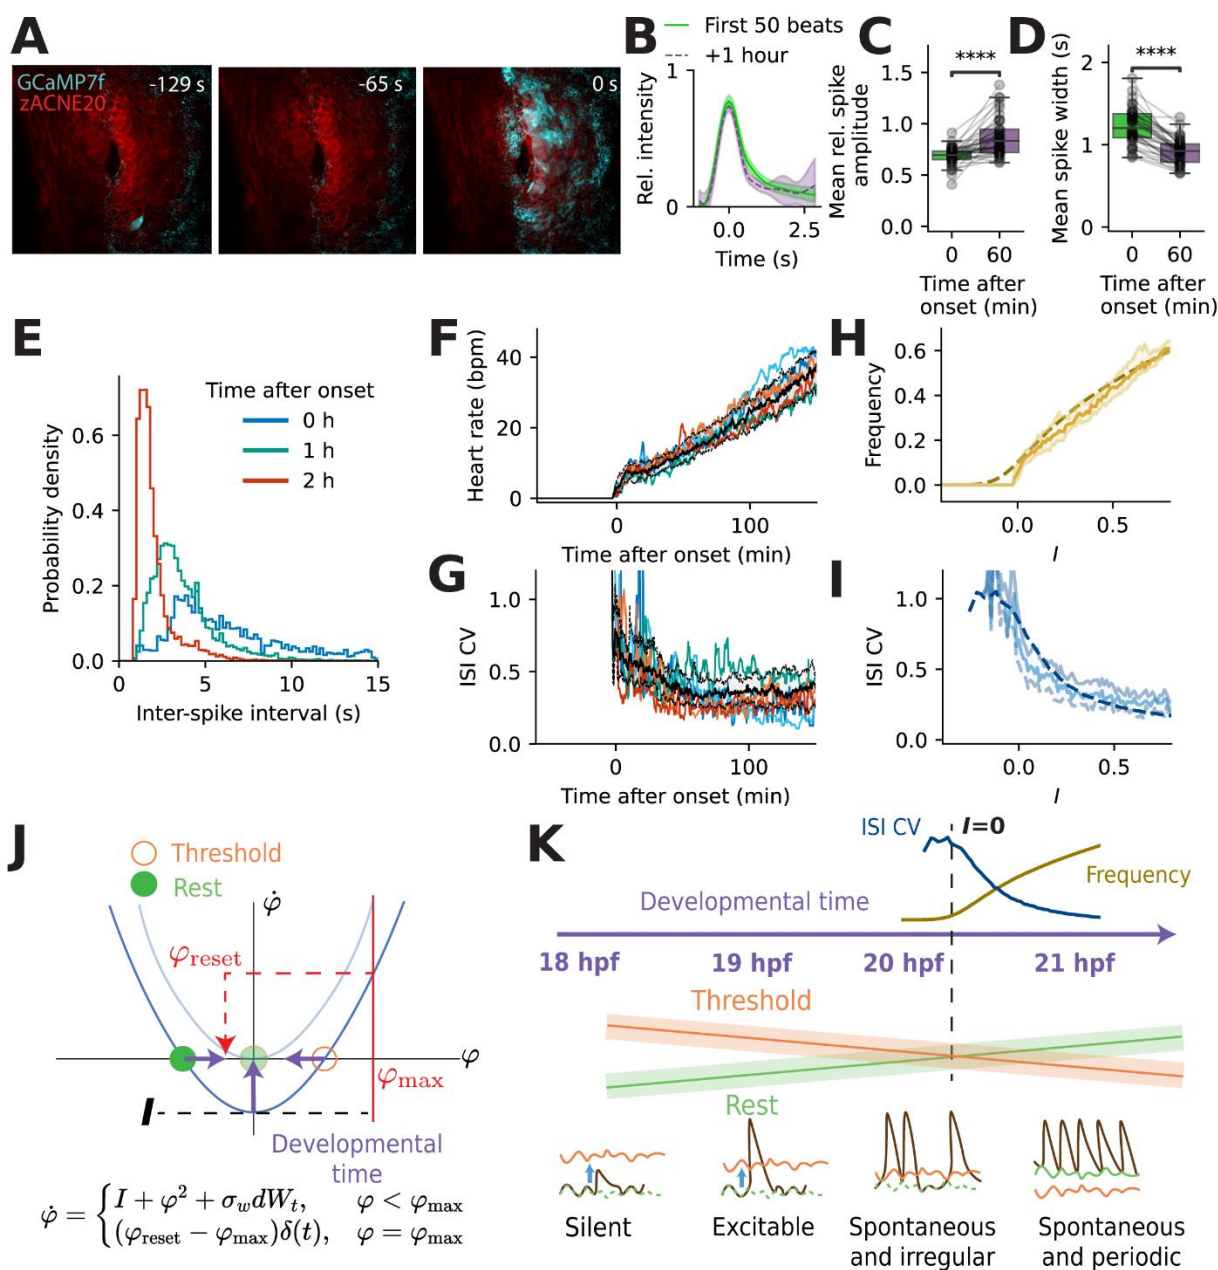 A
GCaMP7f
zACNE20
-129 s
-65 s
0 s
B
First 50 beats
+1 hour
Rel. intensity
1
0
0.0
2.5
Time (s)
C
****
Mean rel. spike
amplitude
1.5
1.0
0.5
0.0
0
60
Time after
onset (min)
D
****
Mean spike width (s)
2
1
0
0
60
Time after
onset (min)
E
Time after onset
0 h
1 h
2 h
Probability density
0.6
0.4
0.2
0.0
0
5
10
15
Inter-spike interval (s)
F
Heart rate (bpm)
40
20
0
0
100
Time after onset (min)
H
Frequency
0.6
0.4
0.2
0.0
0.0
0.5
I
G
ISI CV
1.0
0.5
0.0
0
100
Time after onset (min)
I
ISI CV
1.0
0.5
0.0
0.0
0.5
I
J
Threshold
Rest
φ̇
φ_reset
φ
φ_max
I
Developmental
time
φ̇ = { I + φ² + σ_w dW_t, φ < φ_max
(φ_reset − φ_max)δ(t), φ = φ_max
K
ISI CV
I=0
Frequency
Developmental time
18 hpf
19 hpf
20 hpf
21 hpf
Threshold
Rest
Silent
Excitable
Spontaneous
and irregular
Spontaneous
and periodic